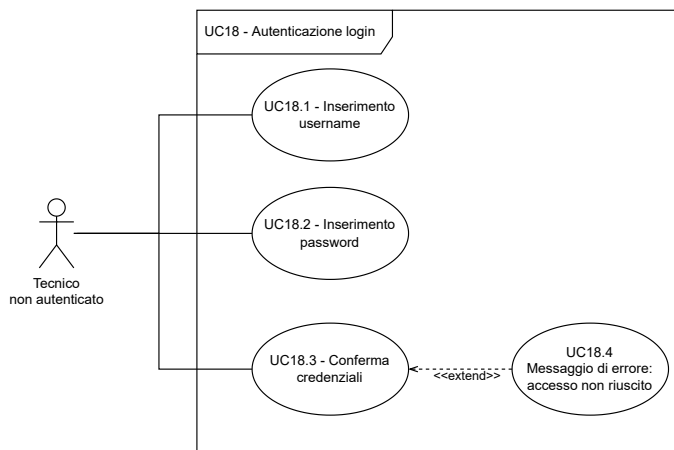 UC18 - Autenticazione login
UC18.1 - Inserimento
username
UC18.2 - Inserimento
password
Tecnico
non autenticato
UC18.3 - Conferma
credenziali
<<extend>>
UC18.4
Messaggio di errore:
accesso non riuscito